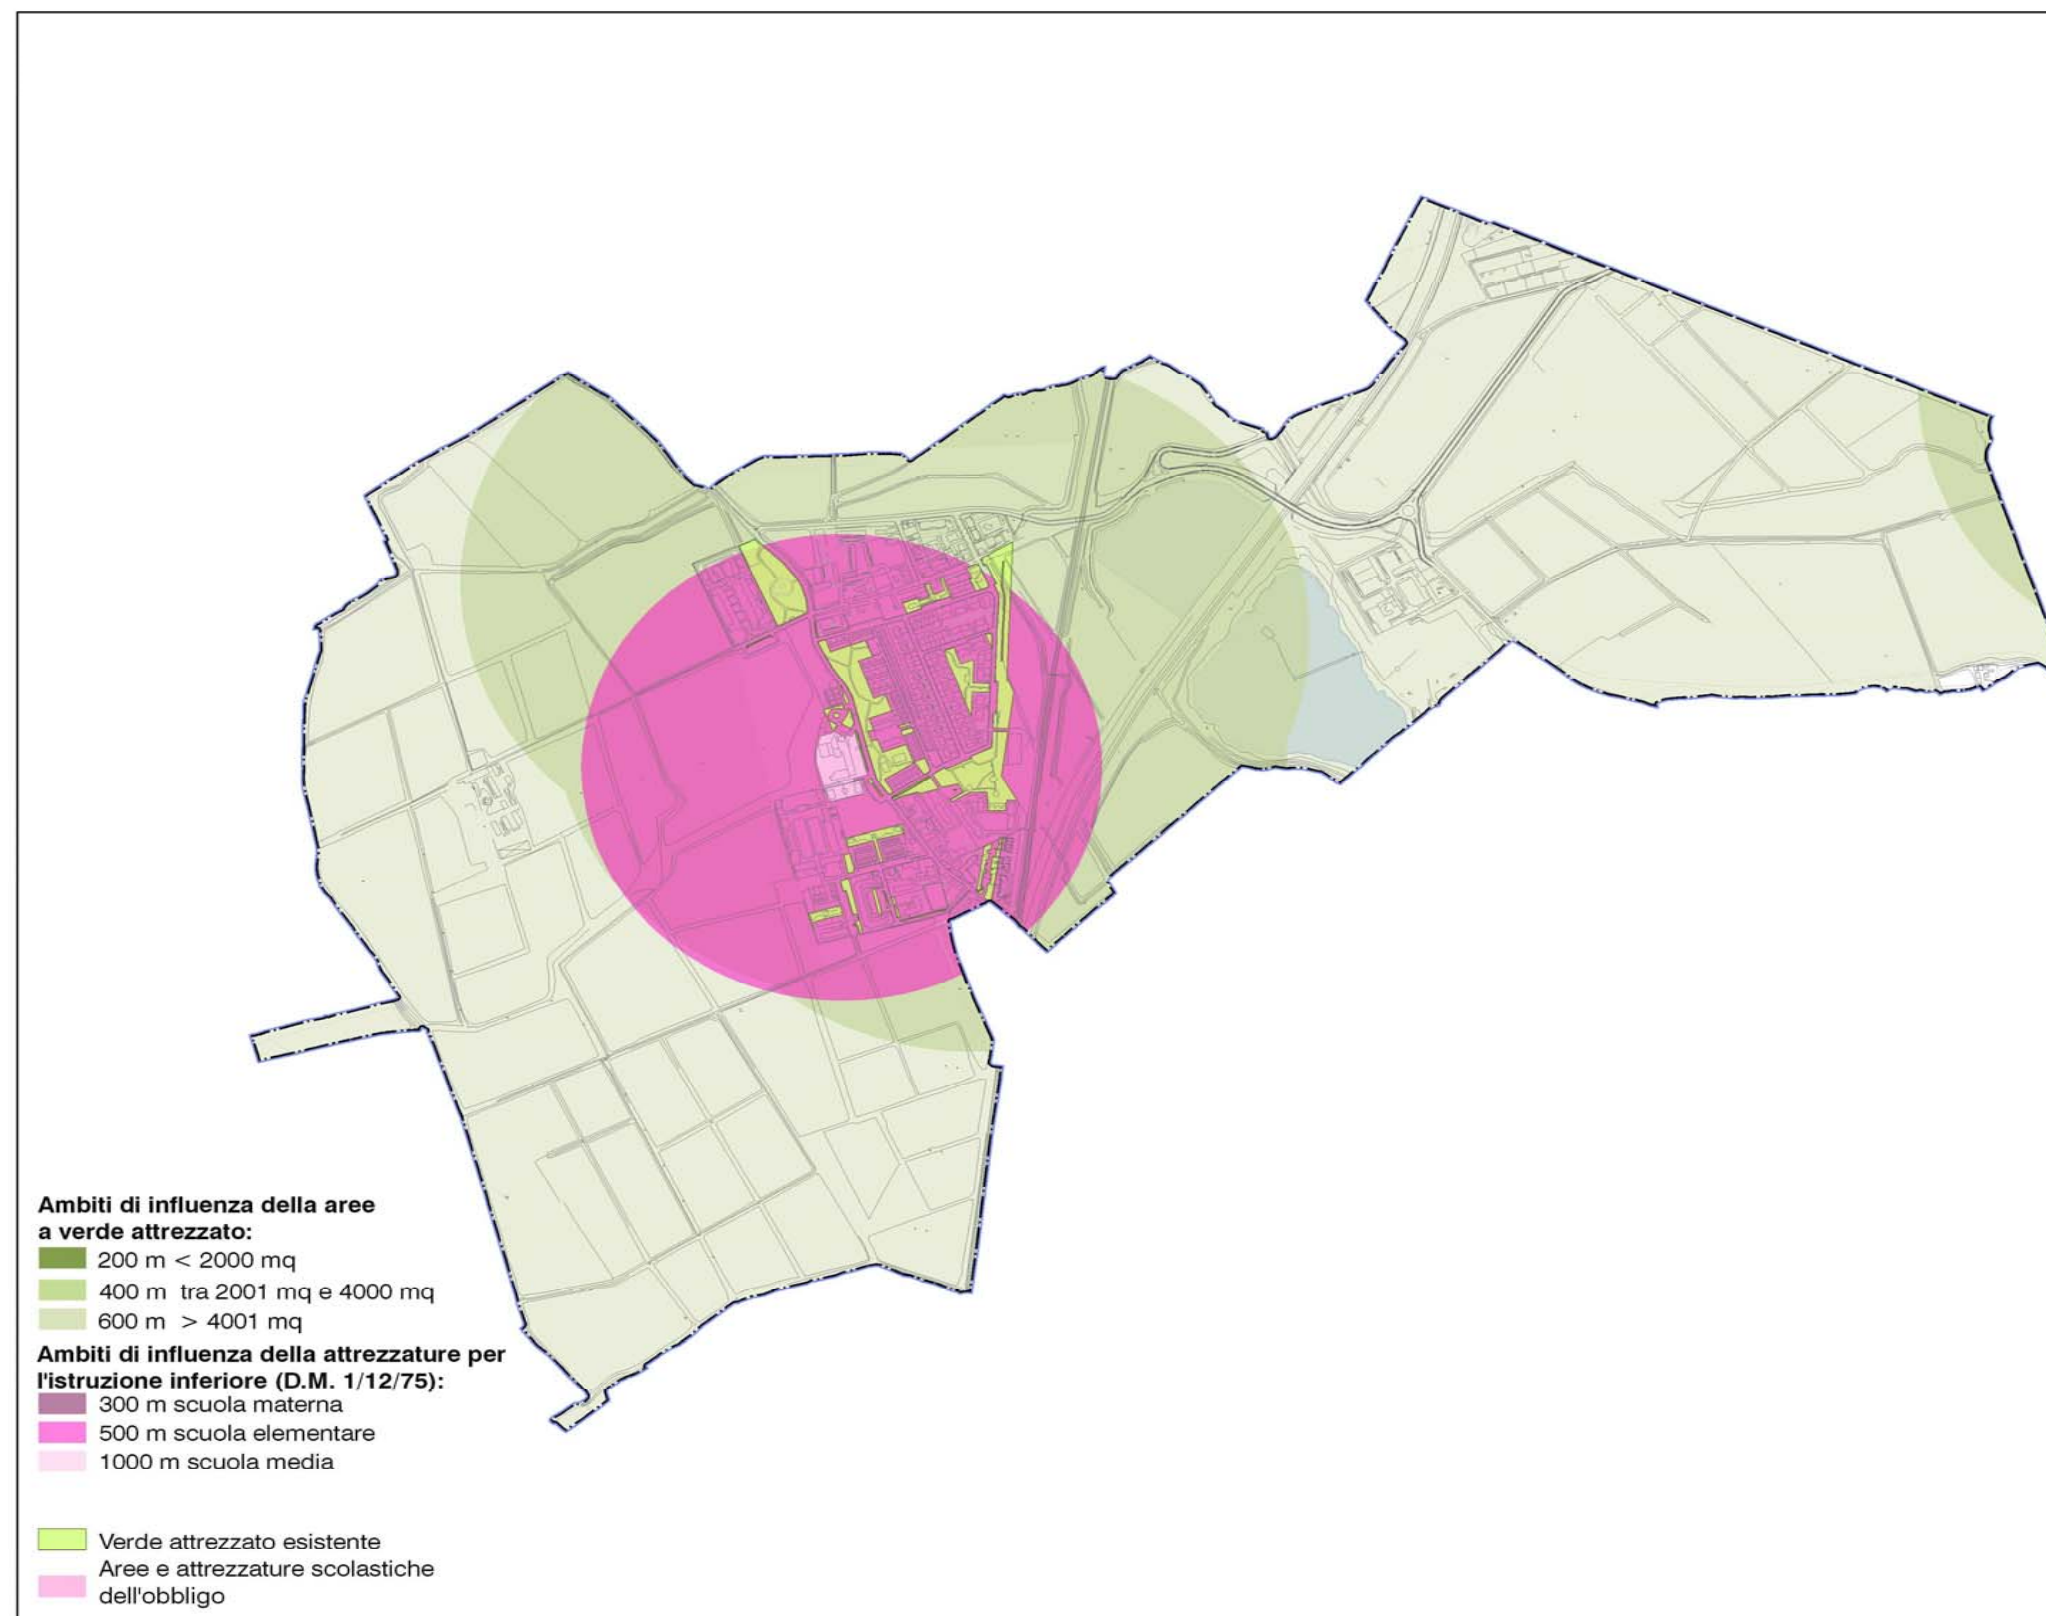 Ambiti di influenza della aree
a verde attrezzato:
200 m < 2000 mq
400 m tra 2001 mq e 4000 mq
600 m > 4001 mq
Ambiti di influenza della attrezzature per
l'istruzione inferiore (D.M. 1/12/75):
300 m scuola materna
500 m scuola elementare
1000 m scuola media
Verde attrezzato esistente
Aree e attrezzature scolastiche
dell'obbligo